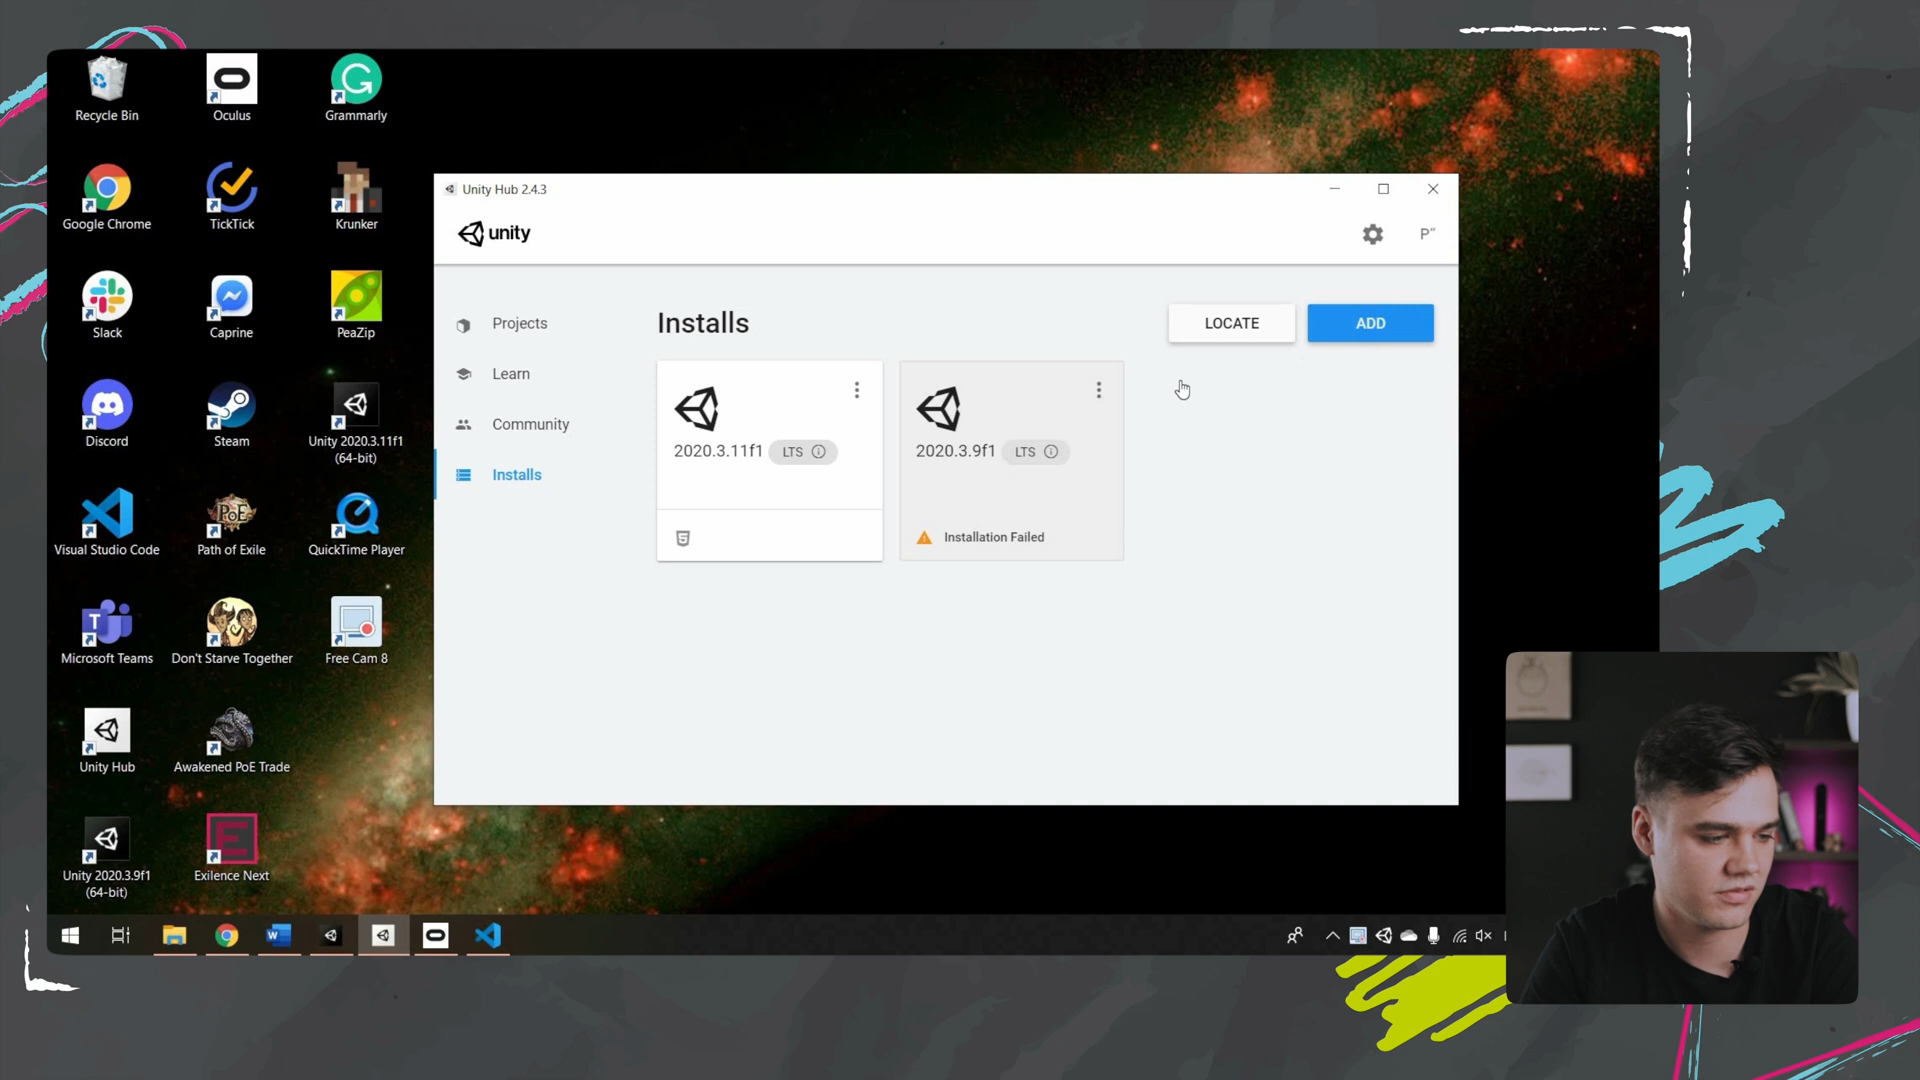 Recycle Bin
Oculus
Grammarly
Google Chrome
TickTick
Krunker
Slack
Caprine
PeaZip
Discord
Steam
Unity 2020.3.11f1
(64-bit)
Visual Studio Code
Path of Exile
QuickTime Player
Microsoft Teams
Don't Starve Together
Free Cam 8
Unity Hub
Awakened PoE Trade
Unity 2020.3.9f1
(64-bit)
Exilence Next
Unity Hub 2.4.3
unity
P"
Projects
Learn
Community
Installs
Installs
LOCATE
ADD
2020.3.11f1 LTS
2020.3.9f1 LTS
Installation Failed